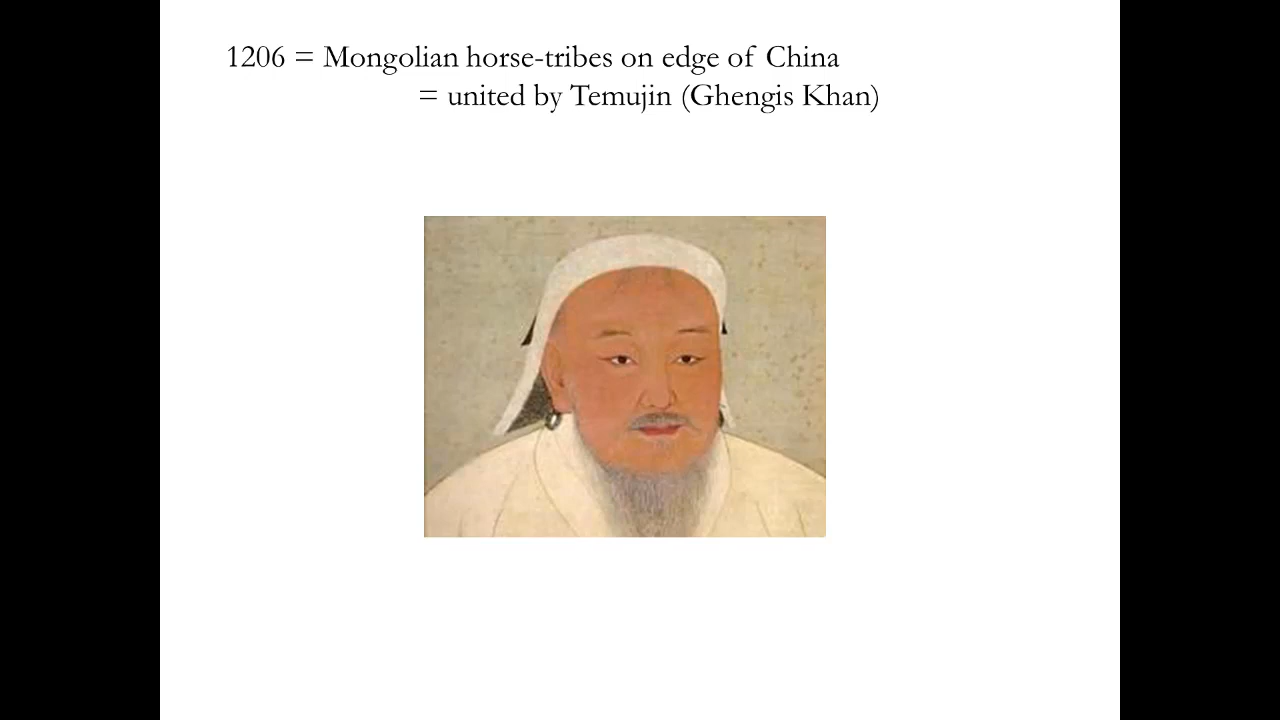 1206 = Mongolian horse-tribes on edge of China
= united by Temujin (Ghengis Khan)